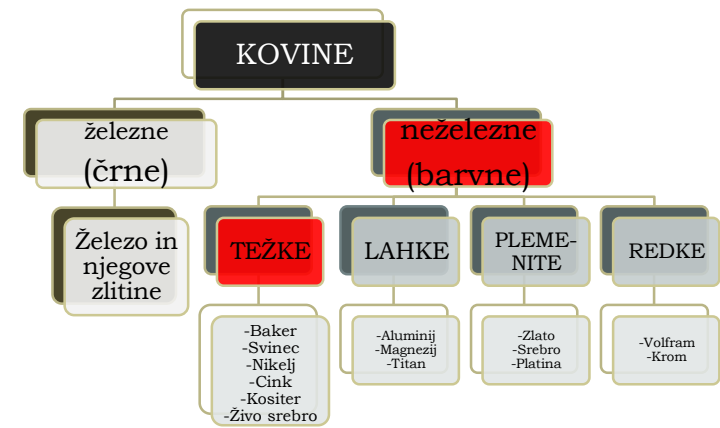 KOVINE
železne
(črne)
neželezne
(barvne)
Železo in
njegove
zlitine
TEŽKE
LAHKE
PLEME-
NITE
REDKE
-Baker
-Svinec
-Nikelj
-Cink
-Kositer
-Živo srebro
-Aluminij
-Magnezij
-Titan
-Zlato
-Srebro
-Platina
-Volfram
-Krom